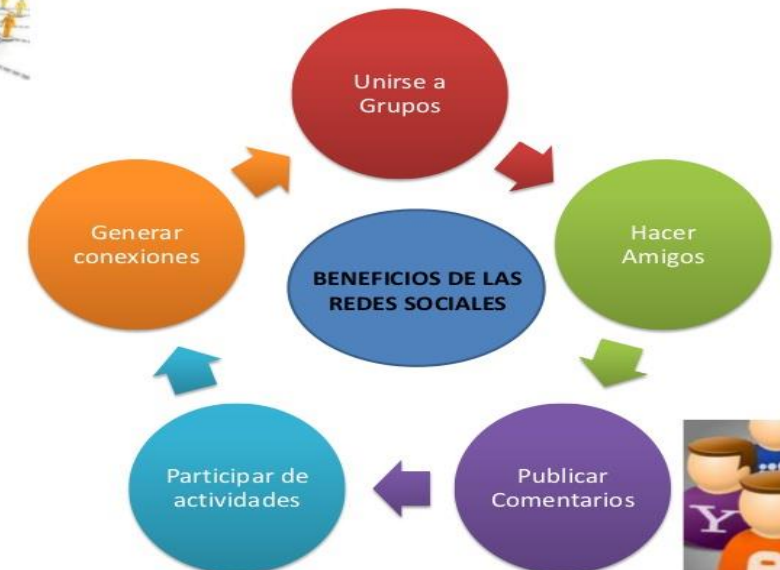 Unirse a
Grupos
Hacer
Amigos
Publicar
Comentarios
Participar de
actividades
Generar
conexiones
BENEFICIOS DE LAS
REDES SOCIALES
Y